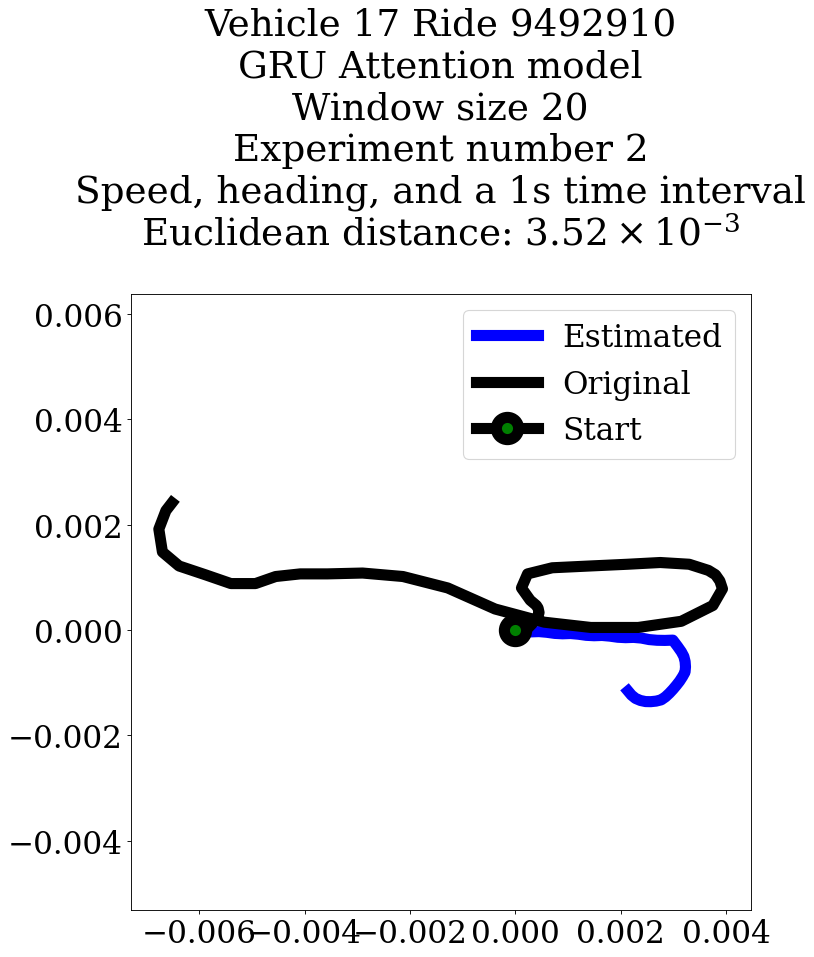 Vehicle 17 Ride 9492910
GRU Attention model
Window size 20
Experiment number 2
Speed, heading, and a 1s time interval
Euclidean distance: 3.52 × 10⁻³
0.006
0.004
0.002
0.000
−0.002
−0.004
Estimated
Original
Start
−0.006 −0.004 −0.002 0.000 0.002 0.004